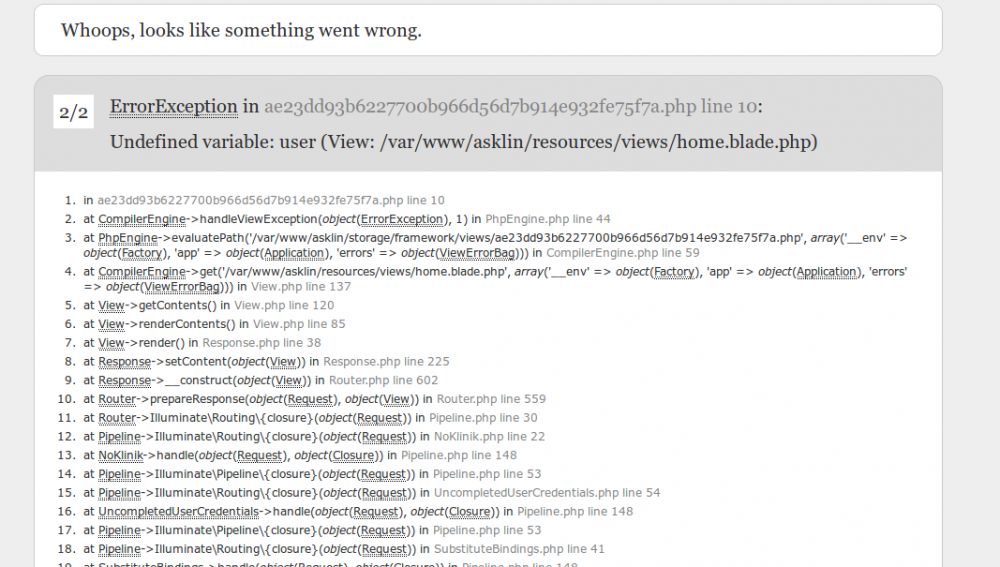 Whoops, looks like something went wrong.
2/2
ErrorException in ae23dd93b6227700b966d56d7b914e932fe75f7a.php line 10:
Undefined variable: user (View: /var/www/asklin/resources/views/home.blade.php)
1. in ae23dd93b6227700b966d56d7b914e932fe75f7a.php line 10
2. at CompilerEngine->handleViewException(object(ErrorException), 1) in PhpEngine.php line 44
3. at PhpEngine->evaluatePath('/var/www/asklin/storage/framework/views/ae23dd93b6227700b966d56d7b914e932fe75f7a.php', array('__env' =>
object(Factory), 'app' => object(Application), 'errors' => object(ViewErrorBag))) in CompilerEngine.php line 59
4. at CompilerEngine->get('/var/www/asklin/resources/views/home.blade.php', array('__env' => object(Factory), 'app' => object(Application), 'errors'
=> object(ViewErrorBag))) in View.php line 137
5. at View->getContents() in View.php line 120
6. at View->renderContents() in View.php line 85
7. at View->render() in Response.php line 38
8. at Response->setContent(object(View)) in Response.php line 225
9. at Response->__construct(object(View)) in Router.php line 602
10. at Router->prepareResponse(object(Request), object(View)) in Router.php line 559
11. at Router->Illuminate\Routing\{closure}(object(Request)) in Pipeline.php line 30
12. at Pipeline->Illuminate\Routing\{closure}(object(Request)) in NoKlinik.php line 22
13. at NoKlinik->handle(object(Request), object(Closure)) in Pipeline.php line 148
14. at Pipeline->Illuminate\Pipeline\{closure}(object(Request)) in Pipeline.php line 53
15. at Pipeline->Illuminate\Routing\{closure}(object(Request)) in UncompletedUserCredentials.php line 54
16. at UncompletedUserCredentials->handle(object(Request), object(Closure)) in Pipeline.php line 148
17. at Pipeline->Illuminate\Pipeline\{closure}(object(Request)) in Pipeline.php line 53
18. at Pipeline->Illuminate\Routing\{closure}(object(Request)) in SubstituteBindings.php line 41
19. at SubstituteBindings->handle(object(Request), object(Closure)) in Pipeline.php line 148